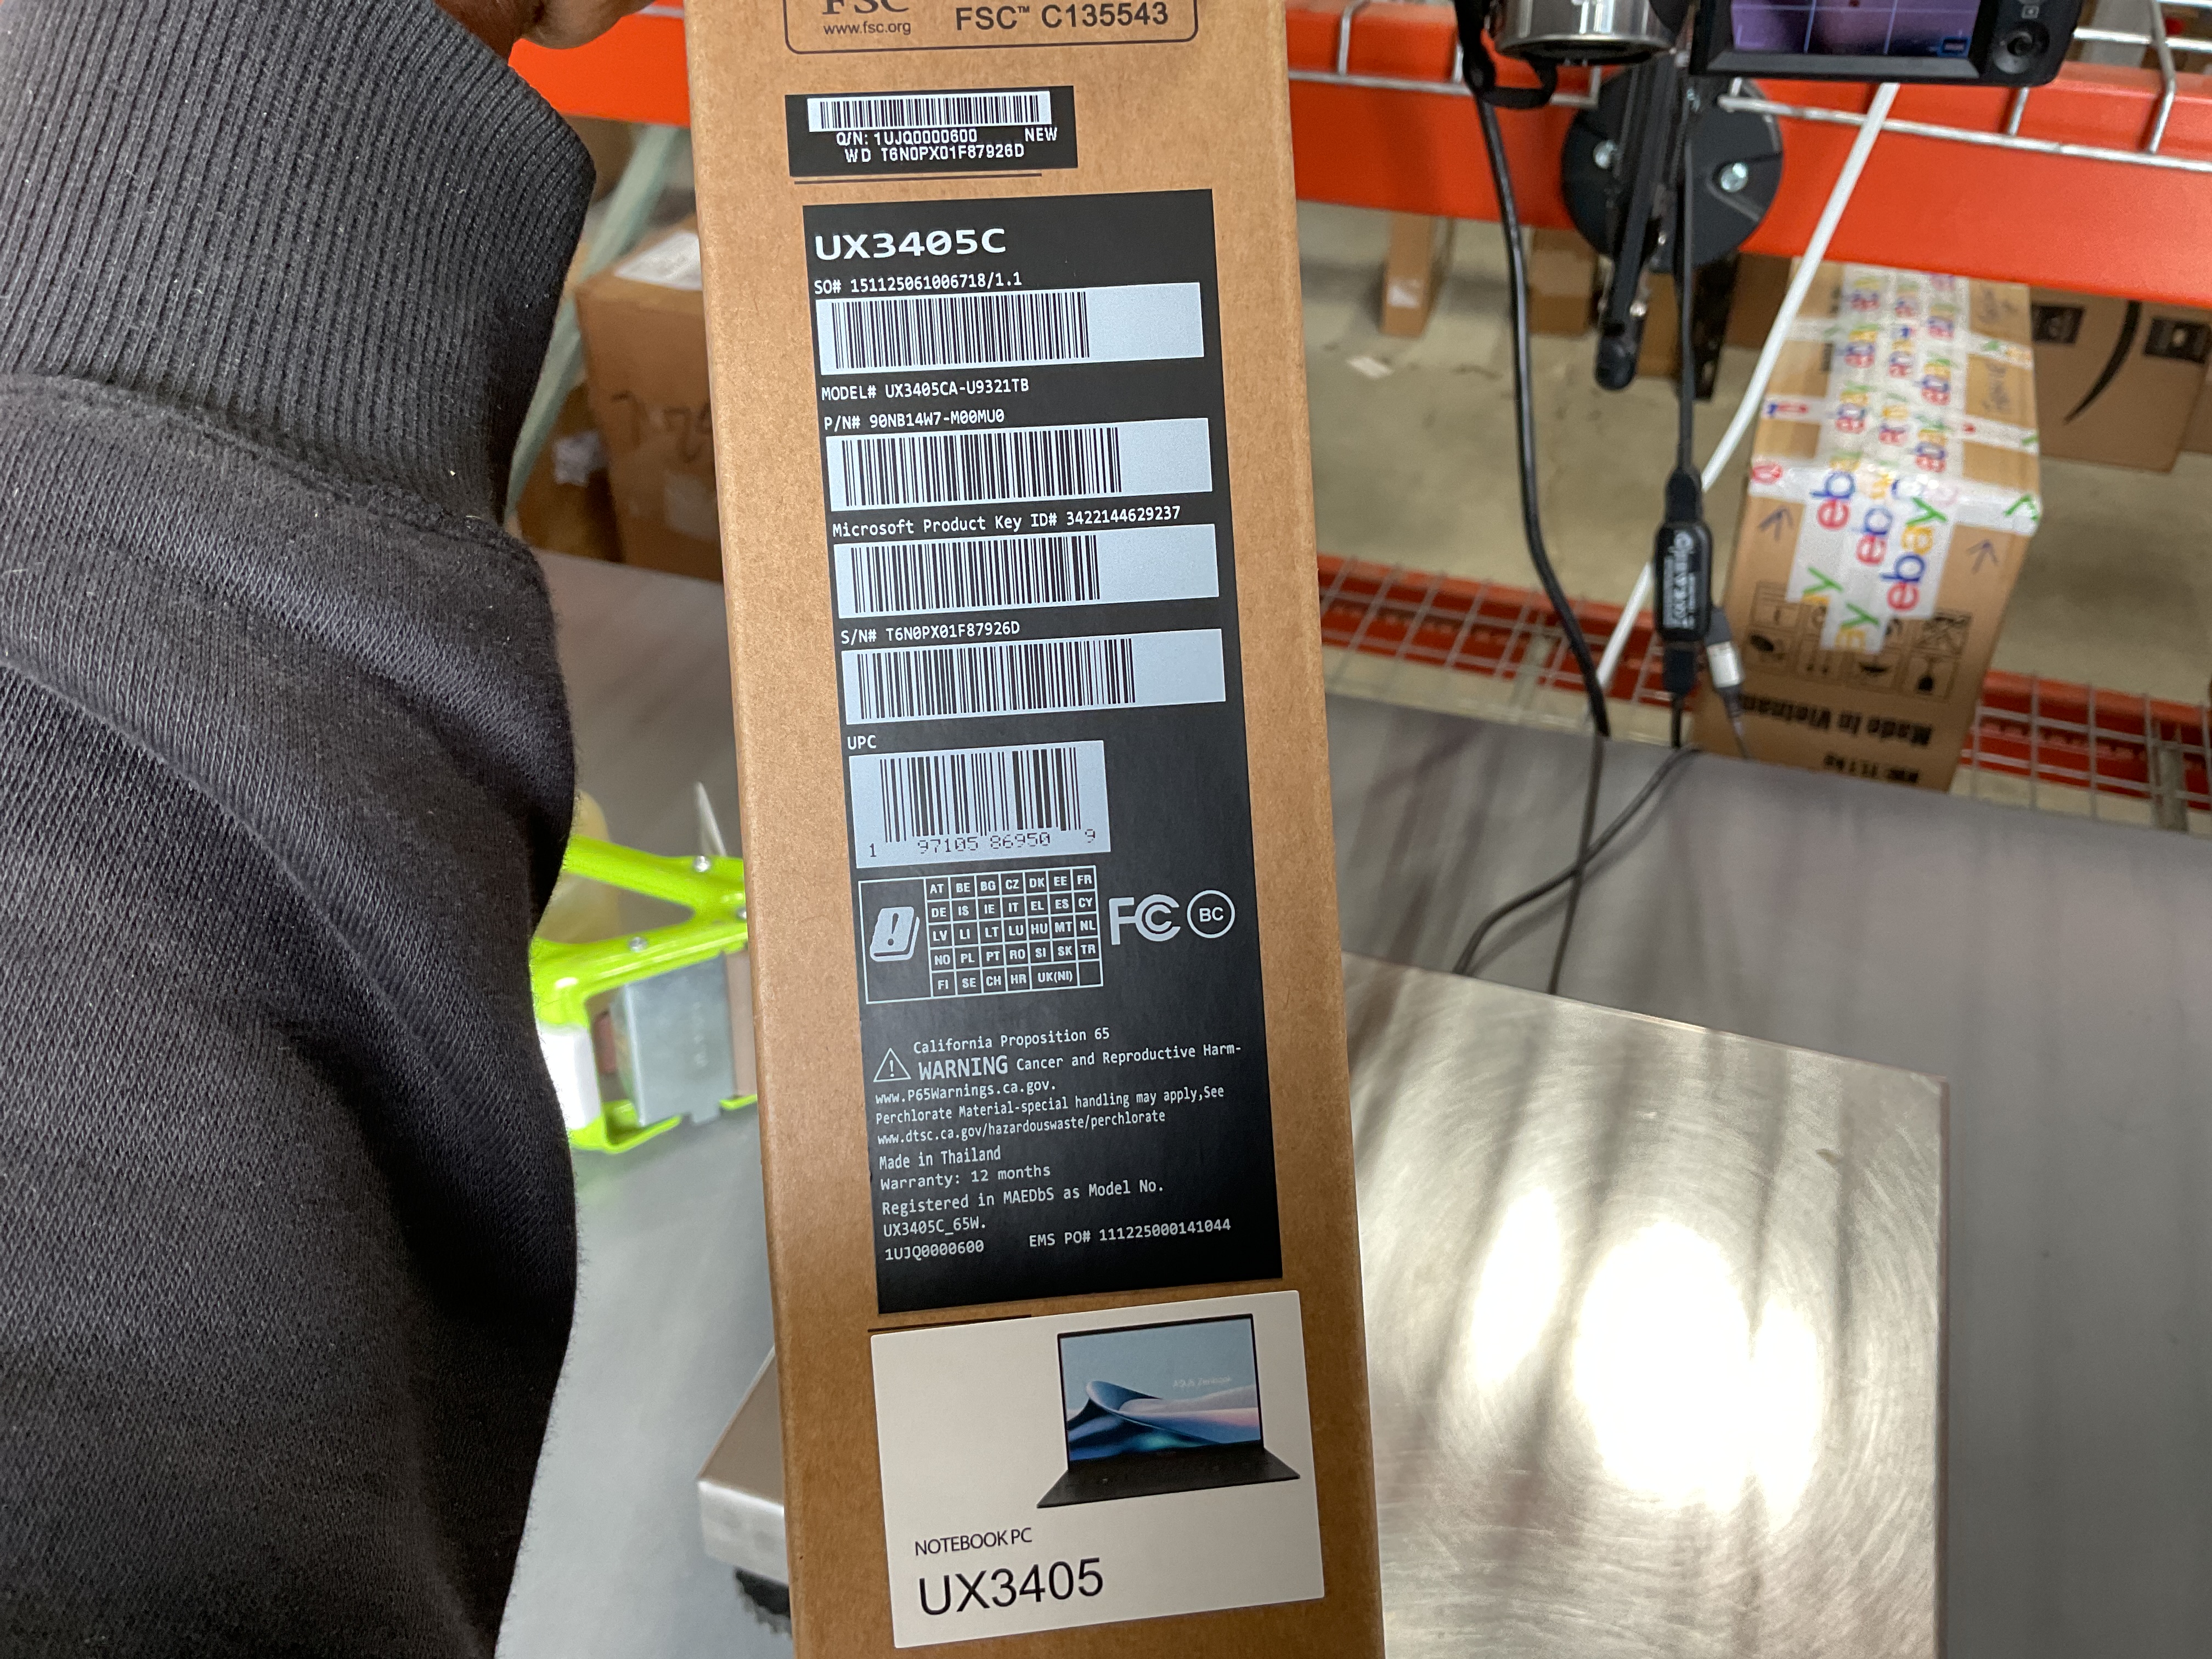 FSC
www.fsc.org
FSC™ C135543
Q/N: 1UJQ0000600 NEW
WD T6N0PX01F87926D
UX3405C
SO# 151125061006718/1.1
MODEL# UX3405CA-U9321TB
P/N# 90NB14W7-M00MU0
Microsoft Product Key ID# 3422144629237
S/N# T6N0PX01F87926D
UPC
1 97105 86950 9
AT BE BG CZ DK EE FR
DE IS IE IT EL ES CY
LV LI LT LU HU MT NL
NO PL PT RO SI SK TR
FI SE CH HR UK(NI)
FC BC
California Proposition 65
WARNING Cancer and Reproductive Harm-
www.P65Warnings.ca.gov.
Perchlorate Material-special handling may apply,See
www.dtsc.ca.gov/hazardouswaste/perchlorate
Made in Thailand
Warranty: 12 months
Registered in MAEDbS as Model No.
UX3405C_65W.
1UJQ0000600 EMS PO# 111225000141044
ASUS Zenbook
NOTEBOOK PC
UX3405
ebay
ebay
ebay
Made in Vietnam